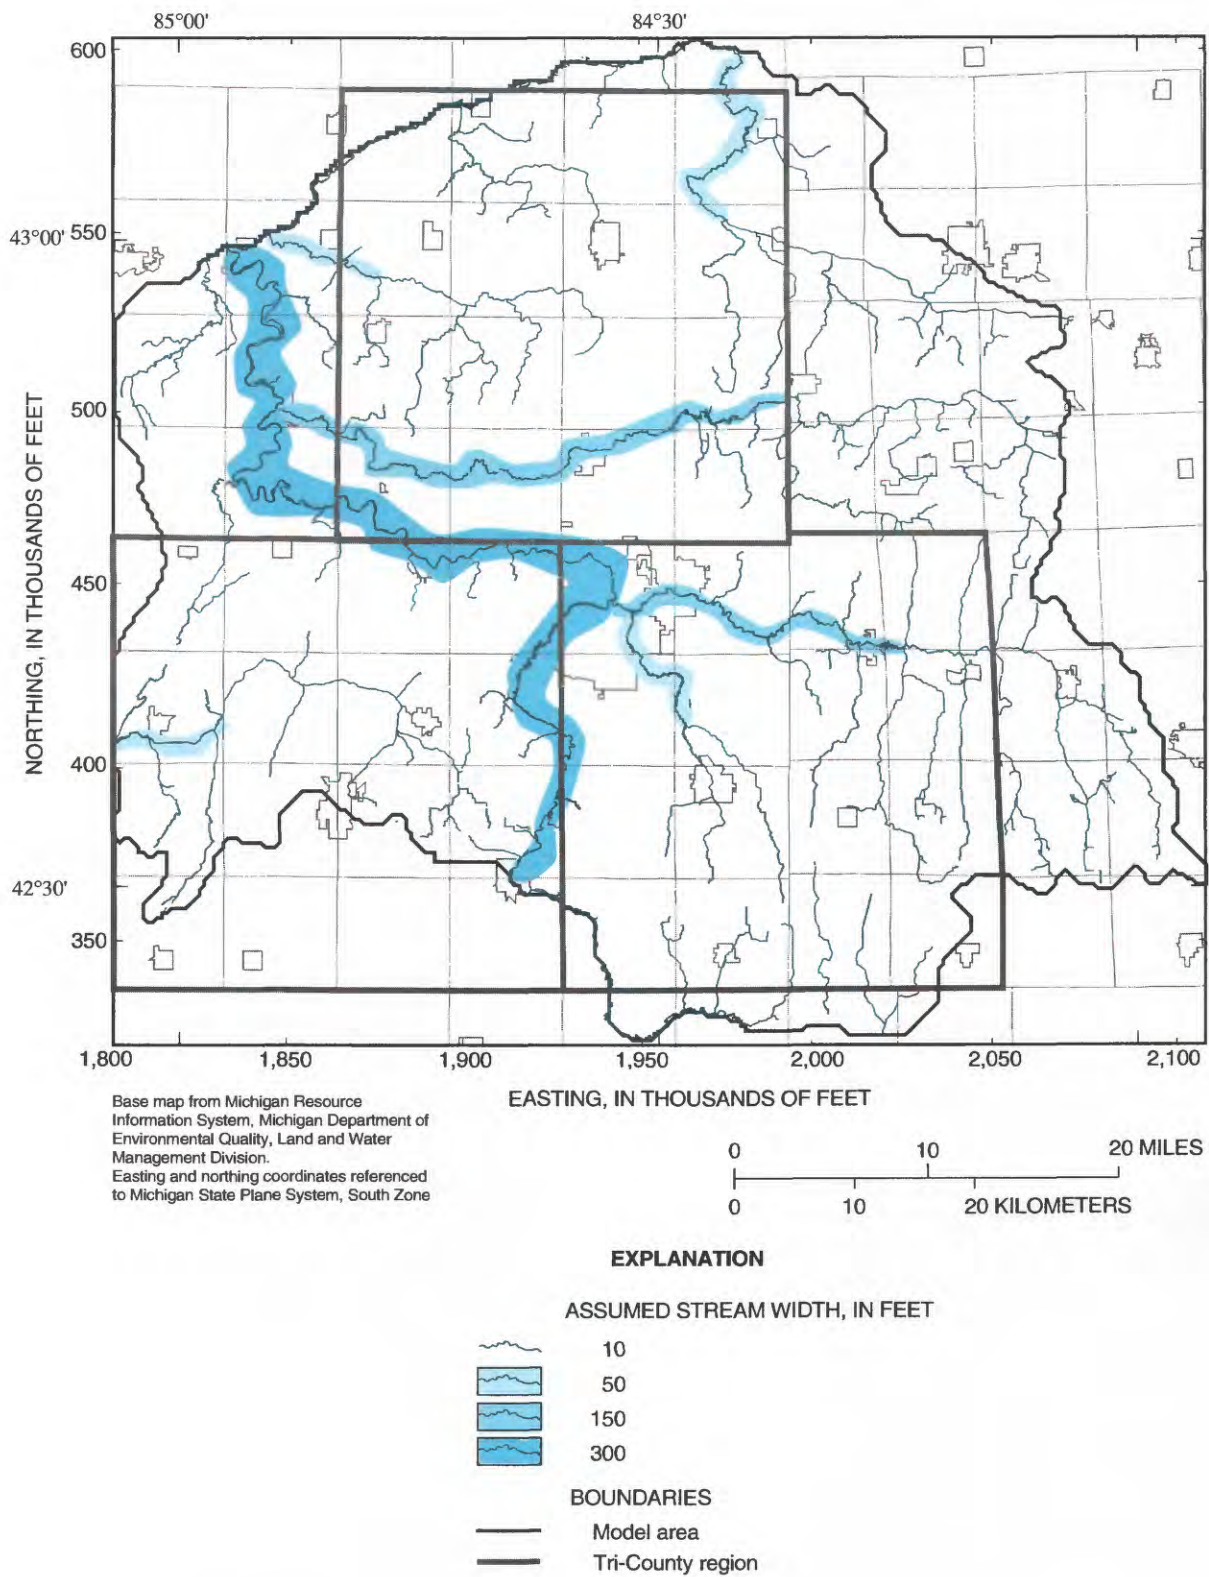 85°00'
84°30'
600
550
43°00'
500
450
400
42°30'
350
NORTHING, IN THOUSANDS OF FEET
1,800
1,850
1,900
1,950
2,000
2,050
2,100
EASTING, IN THOUSANDS OF FEET
Base map from Michigan Resource
Information System, Michigan Department of
Environmental Quality, Land and Water
Management Division.
Easting and northing coordinates referenced
to Michigan State Plane System, South Zone
0 10 20 MILES
0 10 20 KILOMETERS
EXPLANATION
ASSUMED STREAM WIDTH, IN FEET
10
50
150
300
BOUNDARIES
Model area
Tri-County region